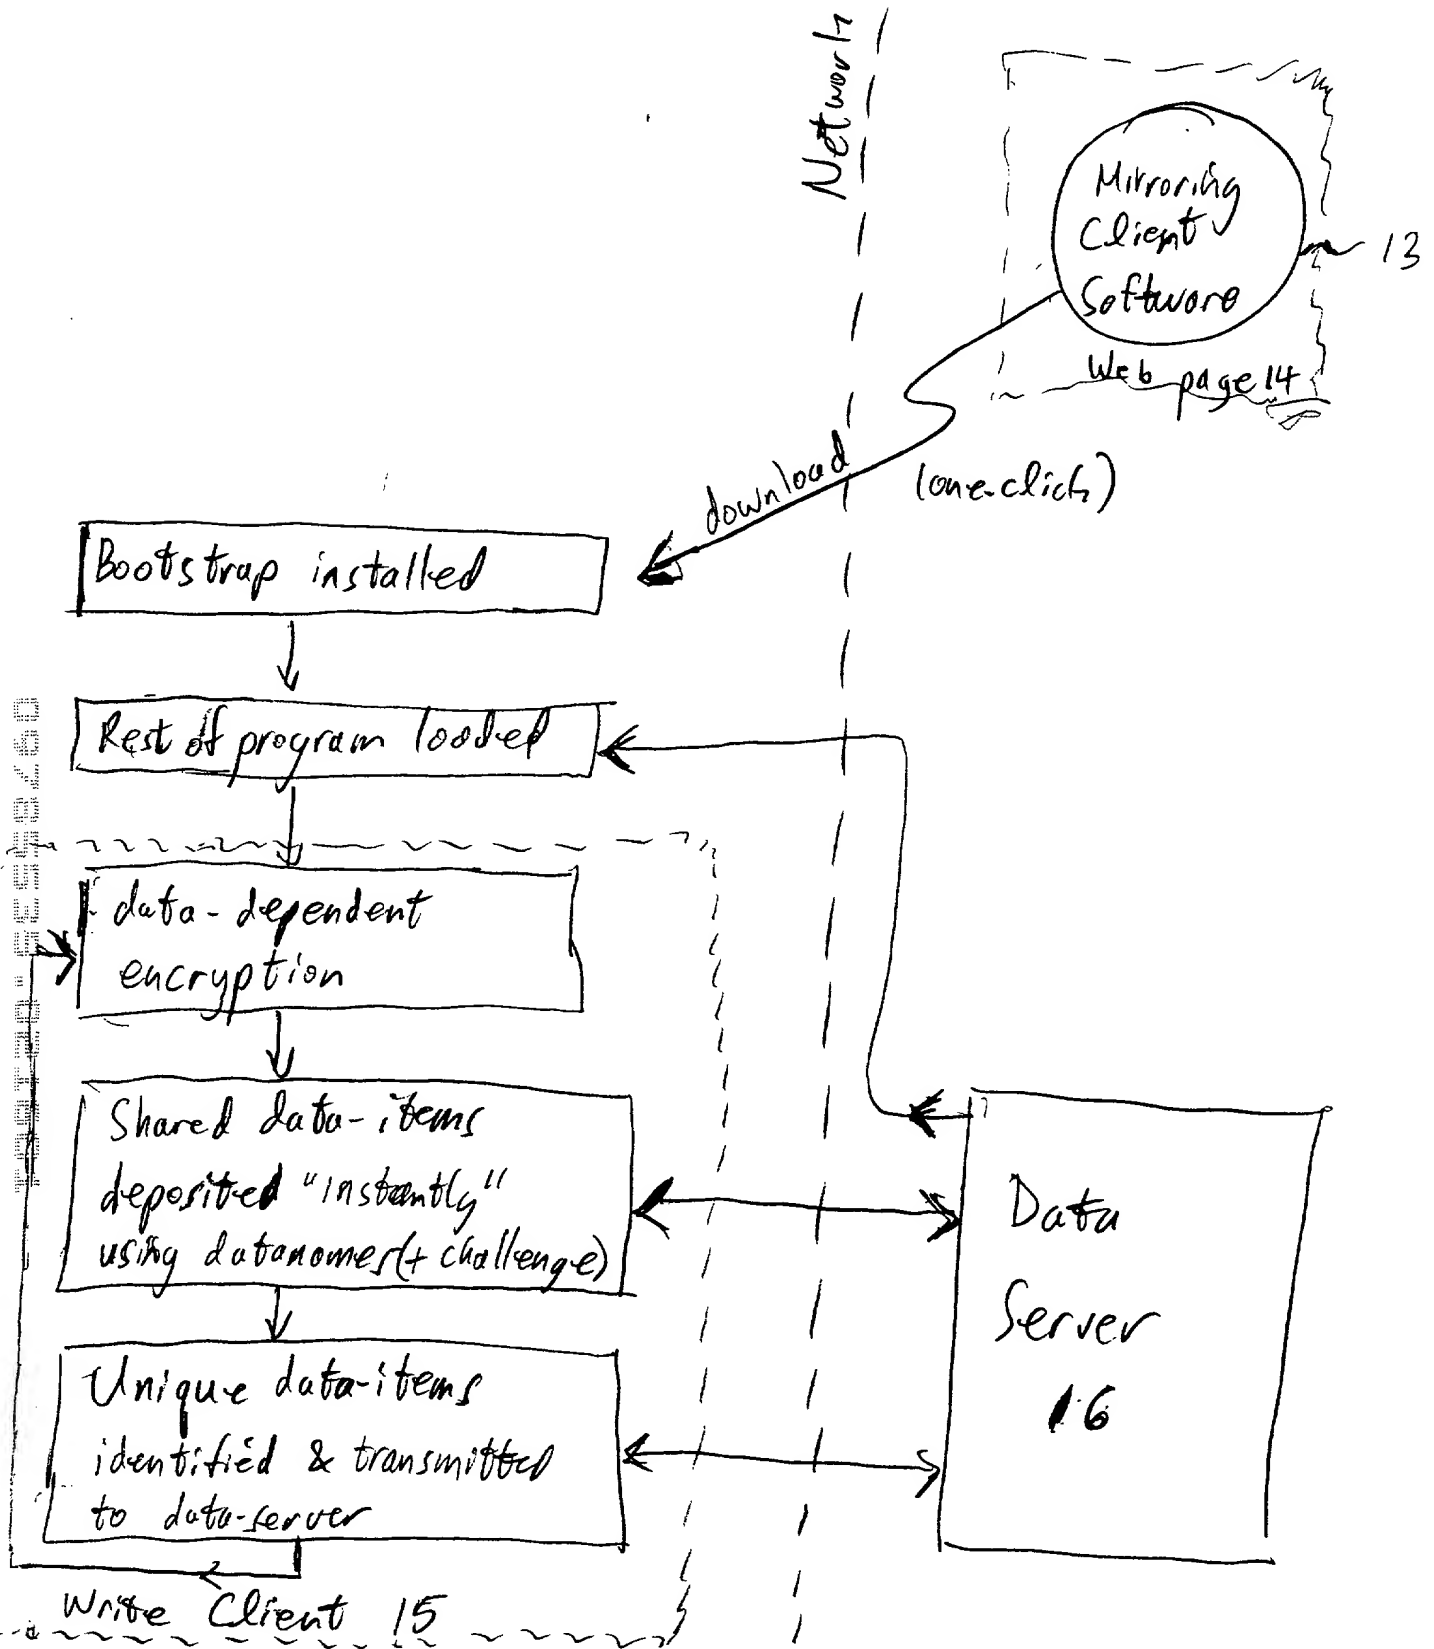 Network
Mirroring
Client
Software
13
Web page 14
download
(one-click)
Bootstrap installed
Rest of program loaded
data-dependent
encryption
Shared data-items
deposited "instantly"
using datanames(+ challenge)
Unique data-items
identified & transmitted
to data-server
Write Client 15
Data
Server
16